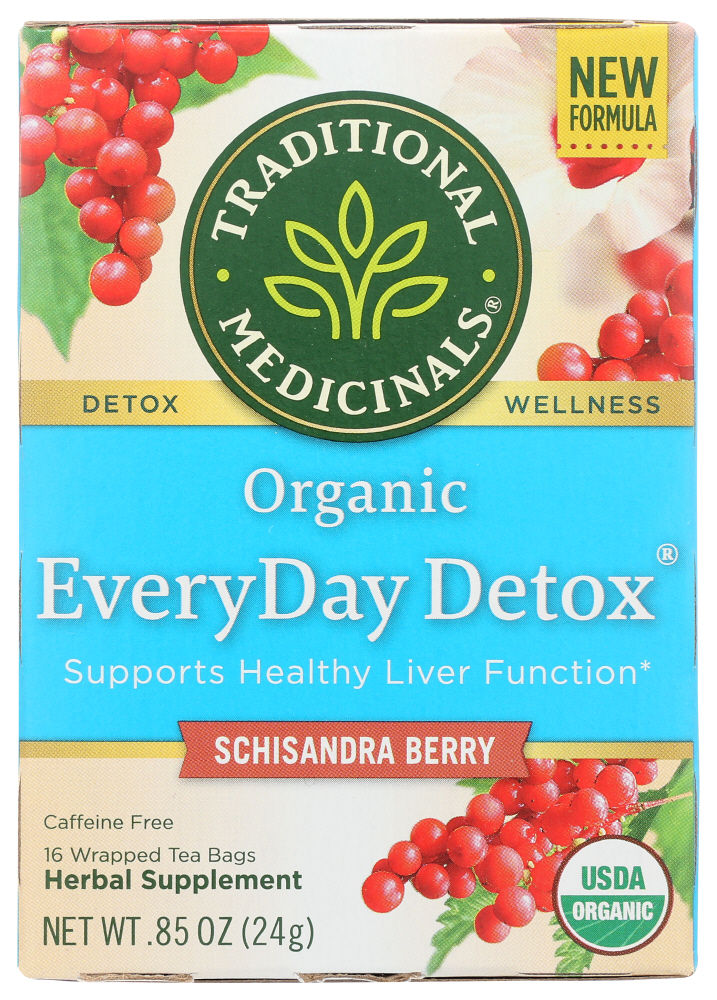 NEW
FORMULA
TRADITIONAL
MEDICINALS®
DETOX
WELLNESS
Organic
EveryDay Detox®
Supports Healthy Liver Function*
SCHISANDRA BERRY
Caffeine Free
16 Wrapped Tea Bags
Herbal Supplement
NET WT .85 OZ (24g)
USDA
ORGANIC